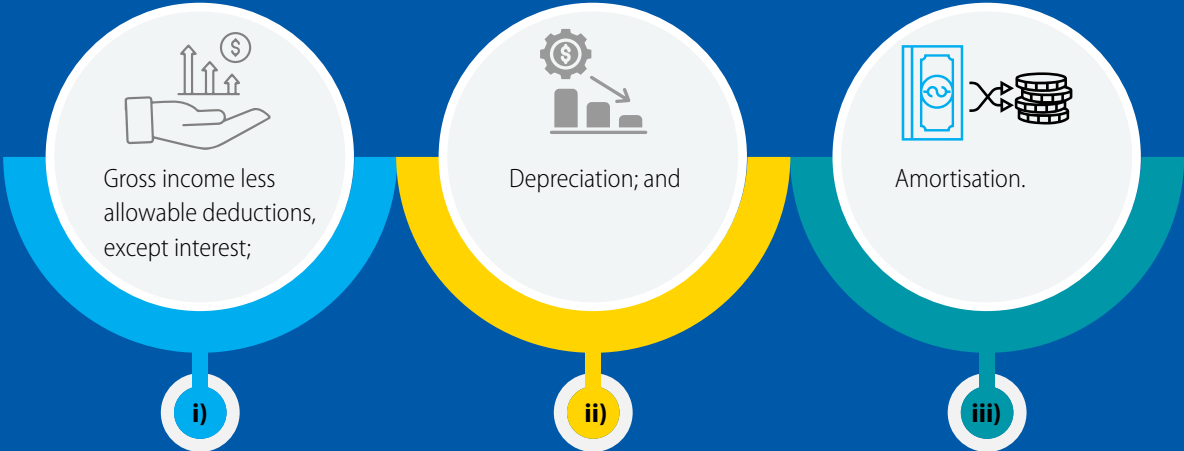 Gross income less
allowable deductions,
except interest;
i)
Depreciation; and
ii)
Amortisation.
iii)